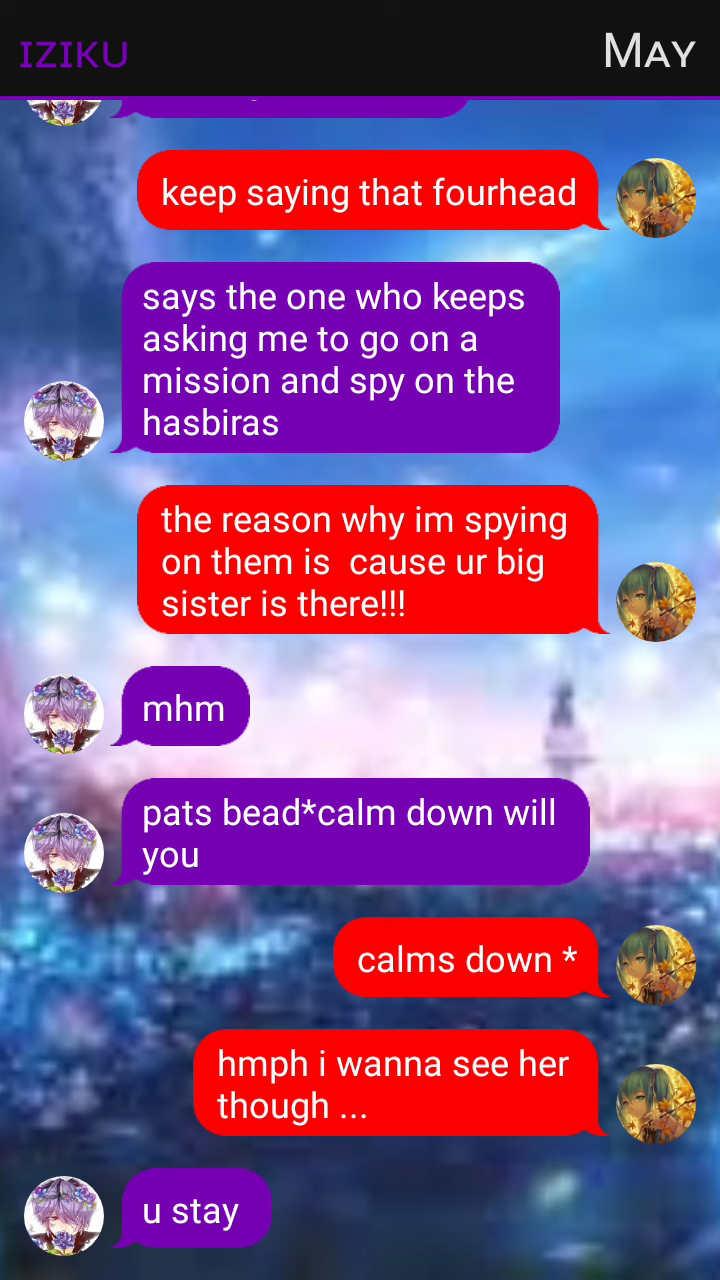 IZIKU
MAY
keep saying that fourhead
says the one who keeps
asking me to go on a
mission and spy on the
hasbiras
the reason why im spying
on them is  cause ur big
sister is there!!!
mhm
pats bead*calm down will
you
calms down *
hmph i wanna see her
though ...
u stay